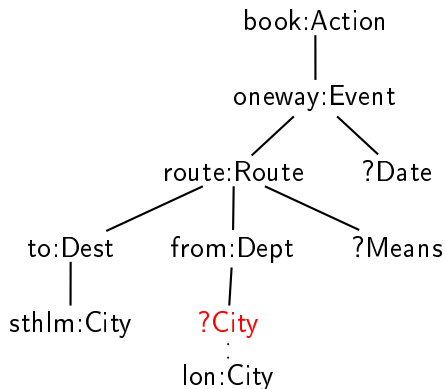 book:Action
oneway:Event
route:Route ?Date
to:Dest from:Dept ?Means
sthlm:City ?City
lon:City